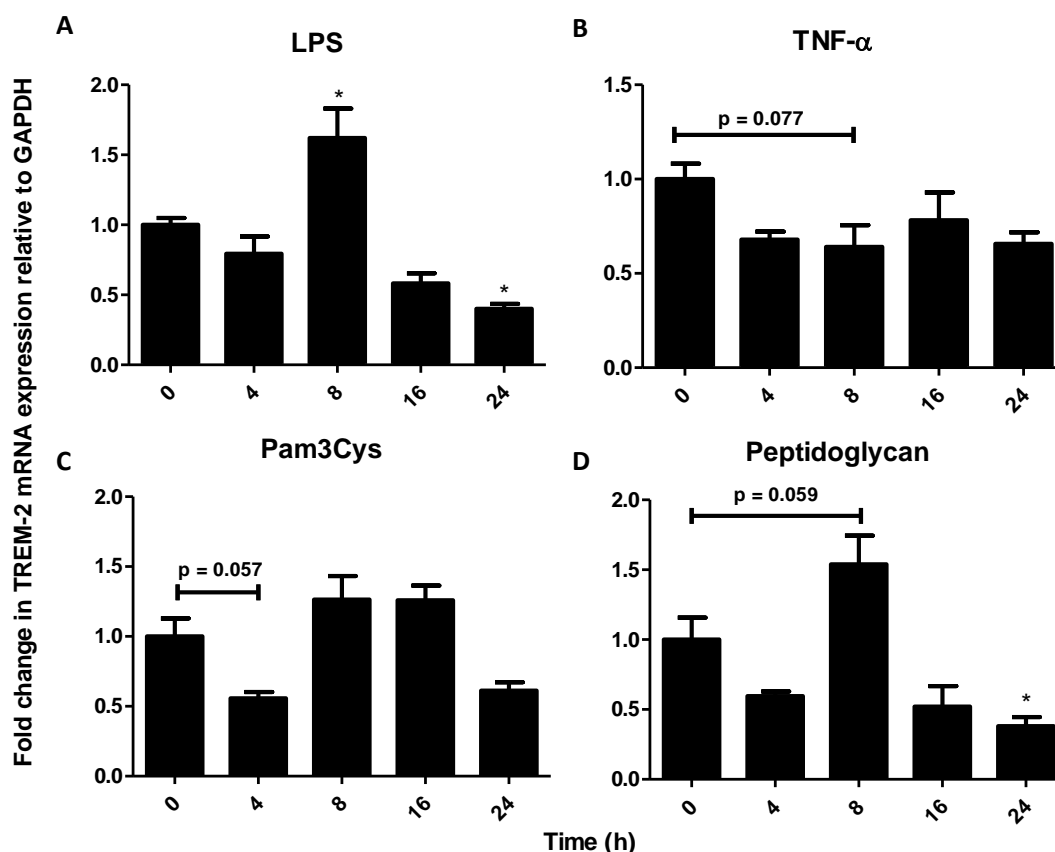 Fold change in TREM-2 mRNA expression relative to GAPDH
A
LPS
2.0
1.5
1.0
0.5
0.0
*
*
0 4 8 16 24
B
TNF-α
1.5
1.0
0.5
0.0
p = 0.077
0 4 8 16 24
C
Pam3Cys
2.0
1.5
1.0
0.5
0.0
p = 0.057
0 4 8 16 24
D
Peptidoglycan
2.0
1.5
1.0
0.5
0.0
p = 0.059
*
0 4 8 16 24
Time (h)